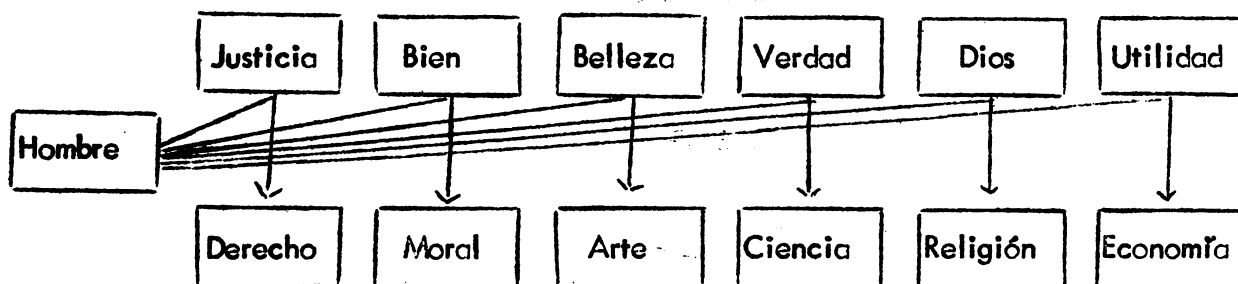 Justicia Bien Belleza Verdad Dios Utilidad
Hombre
Derecho Moral Arte Ciencia Religión Economía